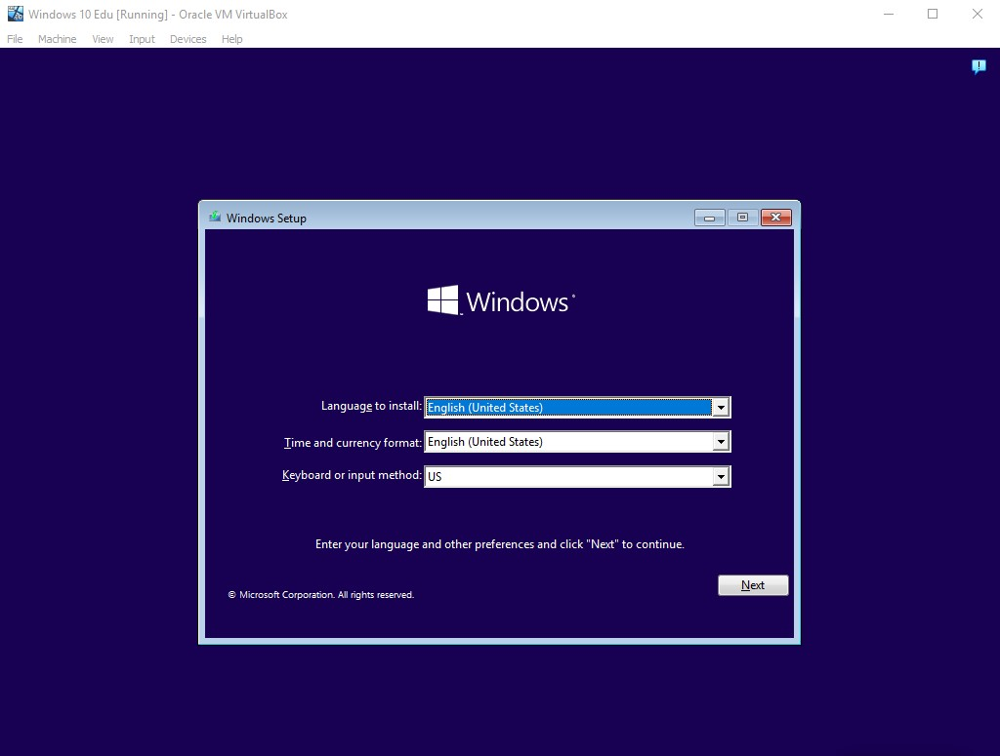 Windows 10 Edu [Running] - Oracle VM VirtualBox
File Machine View Input Devices Help
Windows Setup
Windows
Language to install: English (United States)
Time and currency format: English (United States)
Keyboard or input method: US
Enter your language and other preferences and click "Next" to continue.
Next
© Microsoft Corporation. All rights reserved.